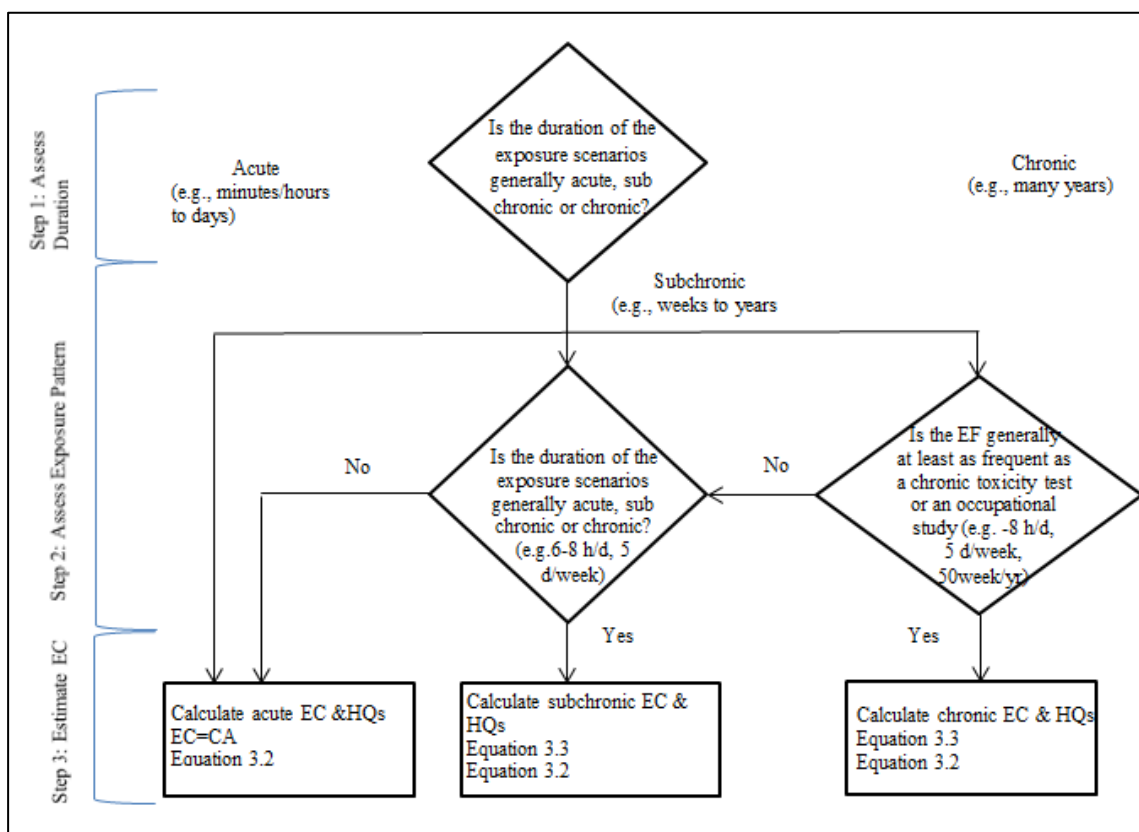 Step 1: Assess
Duration
Is the duration of the
exposure scenarios
generally acute, sub
chronic or chronic?
Acute
(e.g., minutes/hours
to days)
Chronic
(e.g., many years)
Subchronic
(e.g., weeks to years
Step 2: Assess Exposure Pattern
No
Is the duration of the
exposure scenarios
generally acute, sub
chronic or chronic?
(e.g.6-8 h/d, 5
d/week)
No
Is the EF generally
at least as frequent as
a chronic toxicity test
or an occupational
study (e.g. -8 h/d,
5 d/week,
50week/yr)
Yes
Yes
Step 3: Estimate EC
Calculate acute EC &HQs
EC=CA
Equation 3.2
Calculate subchronic EC &
HQs
Equation 3.3
Equation 3.2
Calculate chronic EC & HQs
Equation 3.3
Equation 3.2